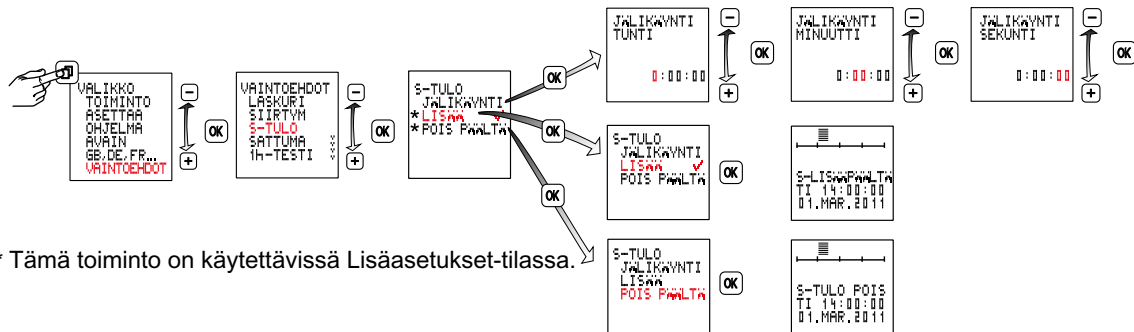 VALIKKO
TOIMINTO
ASETTAA
OHJELMA
AVAIN
GB,DE,FR...
VAINTOEHDOT
−
OK
+
VAINTOEHDOT
LASKURI
SIIRTYM
S-TULO
SATTUMA
1h-TESTI
−
OK
+
S-TULO
JÄLIKÄYNTI
*LISÄÄ ✓
*POIS PÄÄLTÄ
OK
OK
OK
JÄLIKÄYNTI
TUNTI
0:00:00
−
OK
+
JÄLIKÄYNTI
MINUUTTI
0:00:00
−
OK
+
JÄLIKÄYNTI
SEKUNTI
0:00:00
−
OK
+
S-TULO
JÄLIKÄYNTI
LISÄÄ ✓
POIS PÄÄLTÄ
OK
S-LISÄÄPÄÄLTÄ
TI 14:00:00
01.MAR.2011
S-TULO
JÄLIKÄYNTI
LISÄÄ
POIS PÄÄLTÄ
OK
S-TULO POIS
TI 14:00:00
01.MAR.2011
* Tämä toiminto on käytettävissä Lisäasetukset-tilassa.